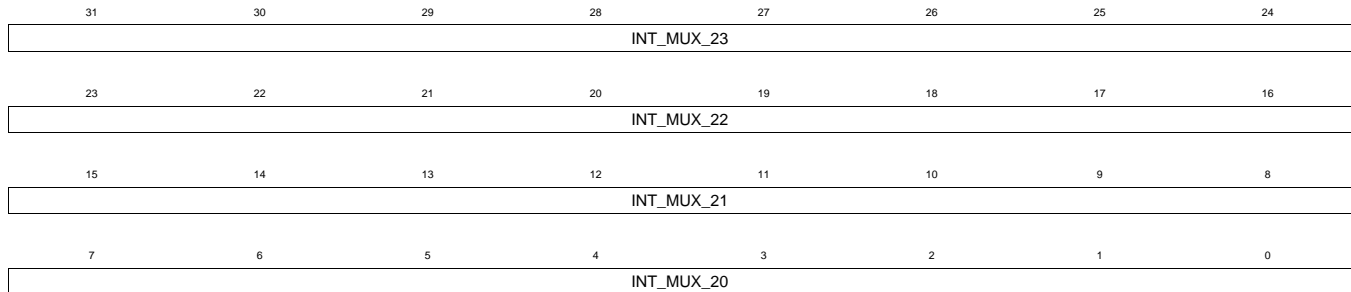 31 30 29 28 27 26 25 24
INT_MUX_23
23 22 21 20 19 18 17 16
INT_MUX_22
15 14 13 12 11 10 9 8
INT_MUX_21
7 6 5 4 3 2 1 0
INT_MUX_20